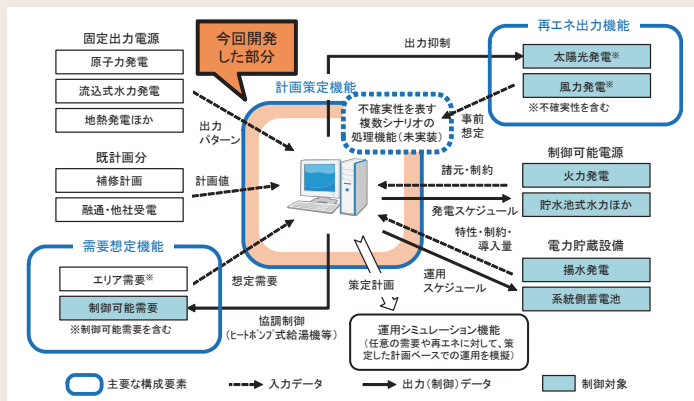 固定出力電源
原子力発電
流込式水力発電
地熱発電ほか
既計画分
補修計画
融通・他社受電
需要想定機能
エリア需要※
制御可能需要
※制御可能需要を含む
今回開発
した部分
計画策定機能
不確実性を表す
複数シナリオの
処理機能(未実装)
出力
パターン
計画値
想定需要
出力抑制
事前
想定
再エネ出力機能
太陽光発電※
風力発電※
※不確実性を含む
制御可能電源
諸元・制約
火力発電
発電スケジュール
貯水池式水力ほか
特性・制約・
導入量
電力貯蔵設備
揚水発電
系統側蓄電池
運用
スケジュール
策定計画
協調制御
(ヒートポンプ式給湯機等)
運用シミュレーション機能
(任意の需要や再エネに対して、策
定した計画ベースでの運用を模擬)
主要な構成要素
入力データ
出力(制御)データ
制御対象